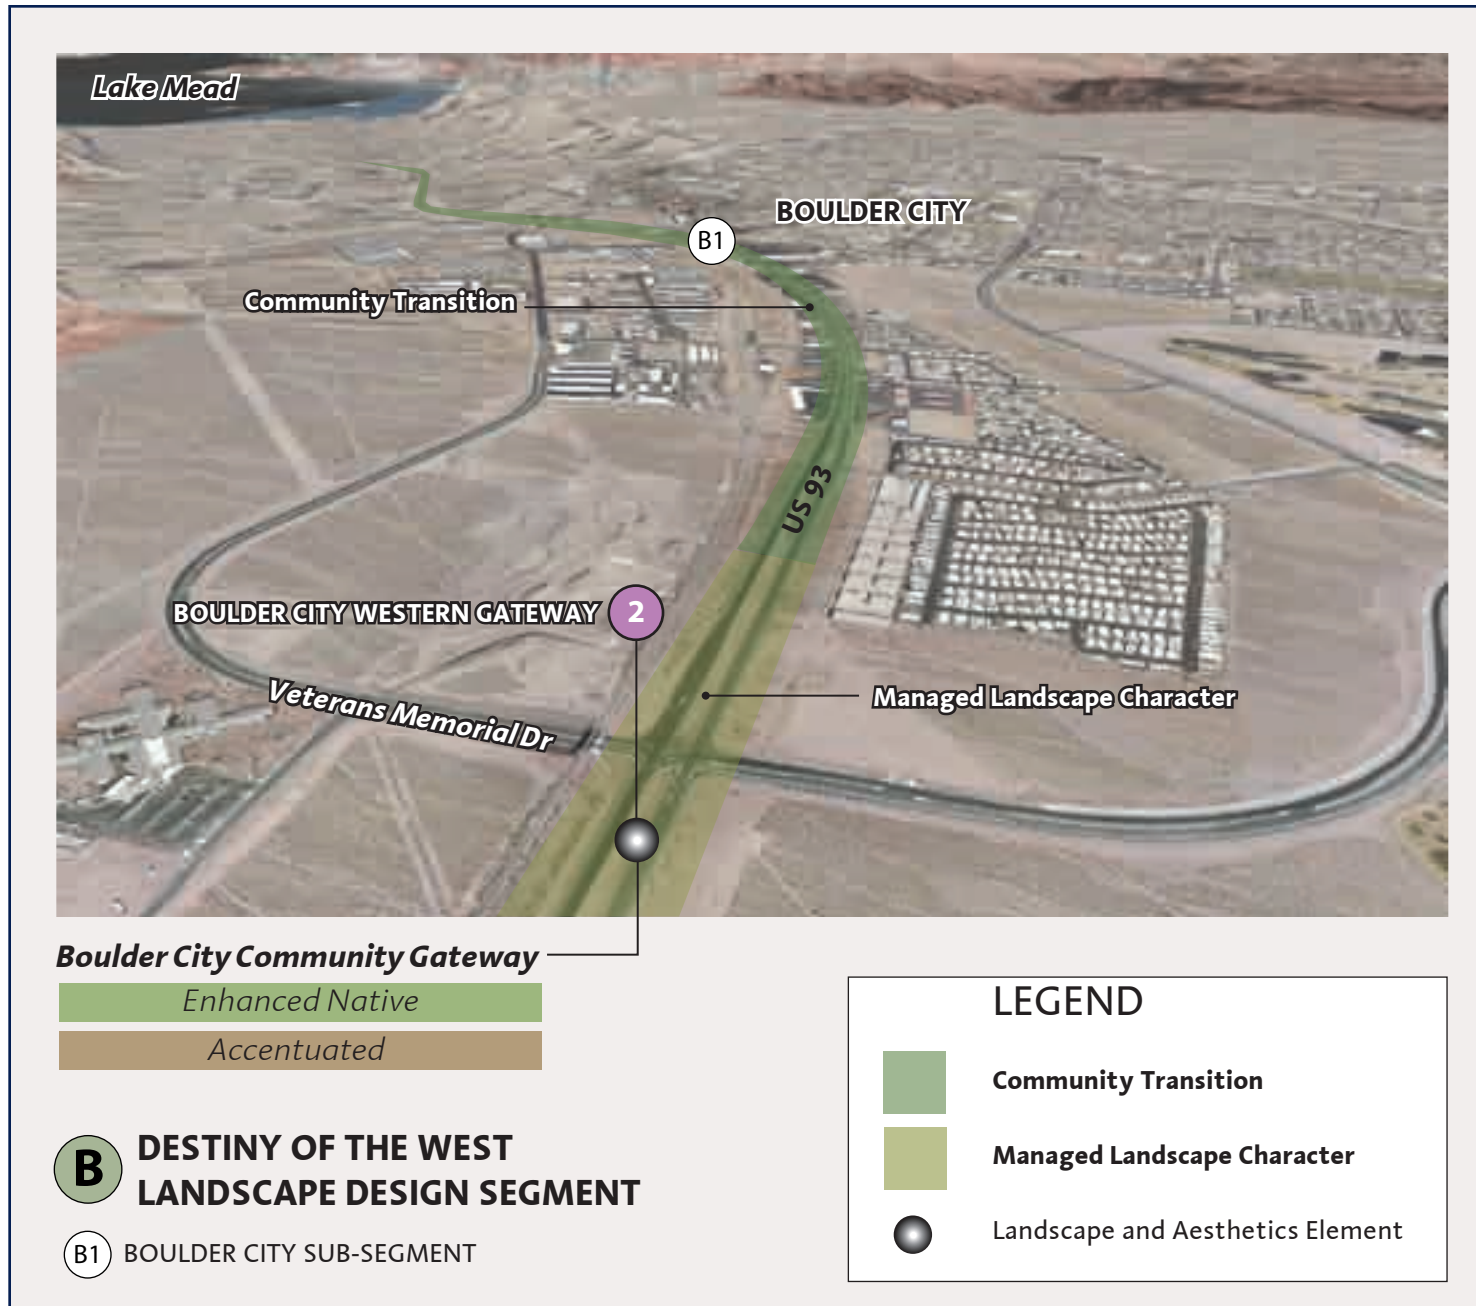 Lake Mead
BOULDER CITY
B1
Community Transition
US 93
BOULDER CITY WESTERN GATEWAY
2
Veterans Memorial Dr
Managed Landscape Character
Boulder City Community Gateway
Enhanced Native
Accentuated
B
DESTINY OF THE WEST
LANDSCAPE DESIGN SEGMENT
B1 BOULDER CITY SUB-SEGMENT
LEGEND
Community Transition
Managed Landscape Character
Landscape and Aesthetics Element